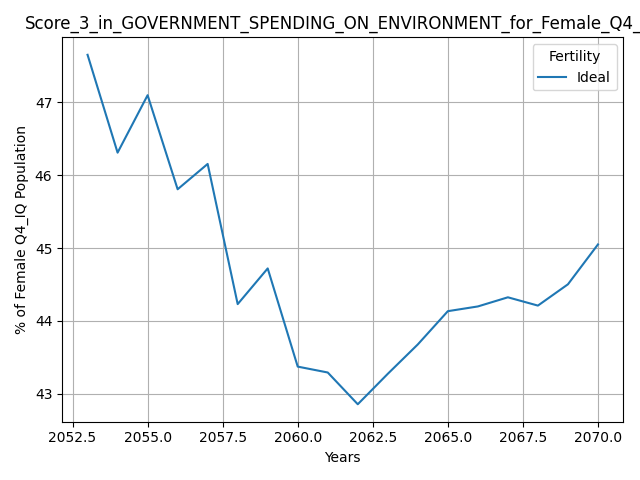 Score_3_in_GOVERNMENT_SPENDING_ON_ENVIRONMENT_for_Female_Q4_
Fertility
Ideal
47
46
45
44
43
% of Female Q4_IQ Population
2052.5 2055.0 2057.5 2060.0 2062.5 2065.0 2067.5 2070.0
Years